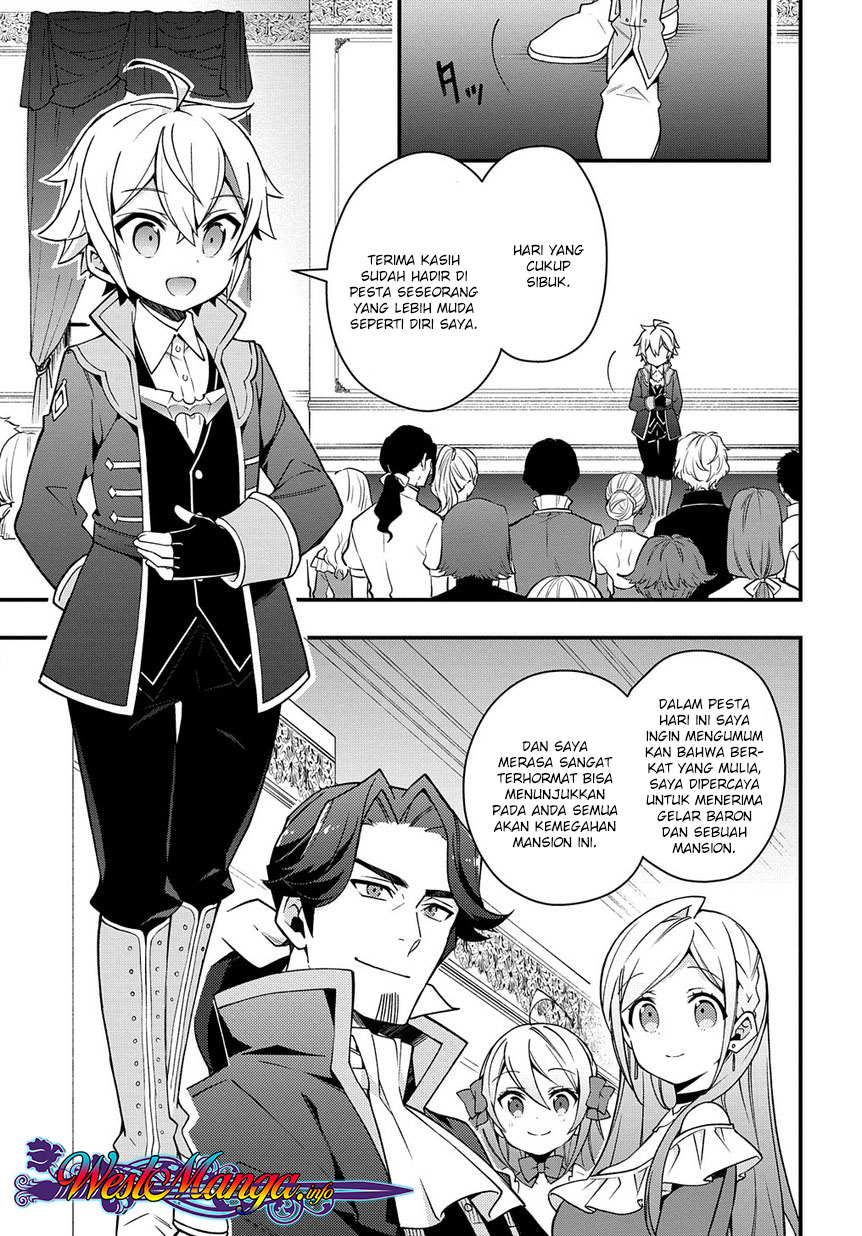 タッ
HARI YANG
CUKUP
SIBUK.
TERIMA KASIH
SUDAH HADIR DI
PESTA SESEORANG
YANG LEBIH MUDA
SEPERTI DIRI SAYA.
DALAM PESTA
HARI INI SAYA
INGIN MENGUMUM
KAN BAHWA BER-
KAT YANG MULIA,
SAYA DIPERCAYA
UNTUK MENERIMA
GELAR BARON
DAN SEBUAH
MANSION.
DAN SAYA
MERASA SANGAT
TERHORMAT BISA
MENUNJUKKAN
PADA ANDA SEMUA
AKAN KEMEGAHAN
MANSION INI.
WestManga.info